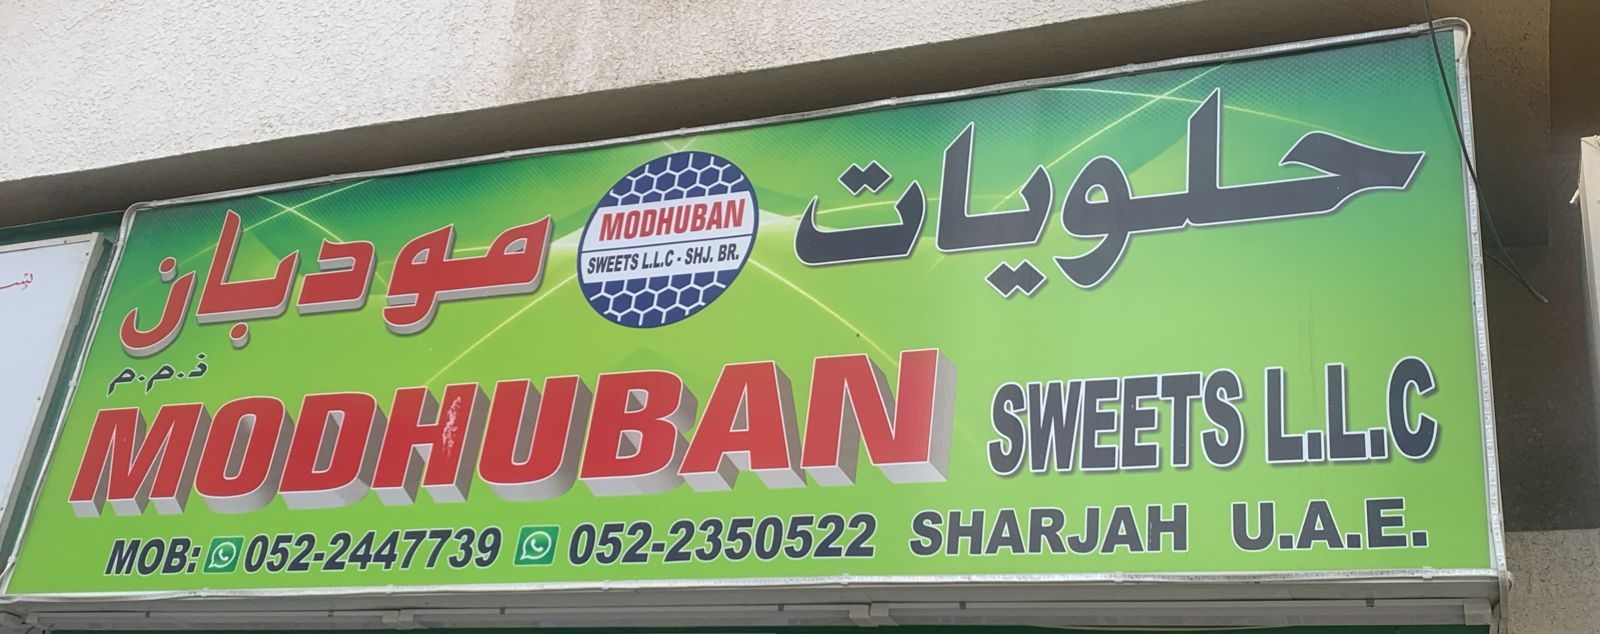 حلويات مودبان
ذ.م.م
MODHUBAN
SWEETS L.L.C - SHJ. BR.
MODHUBAN SWEETS L.L.C
MOB: 052-2447739 052-2350522 SHARJAH U.A.E.